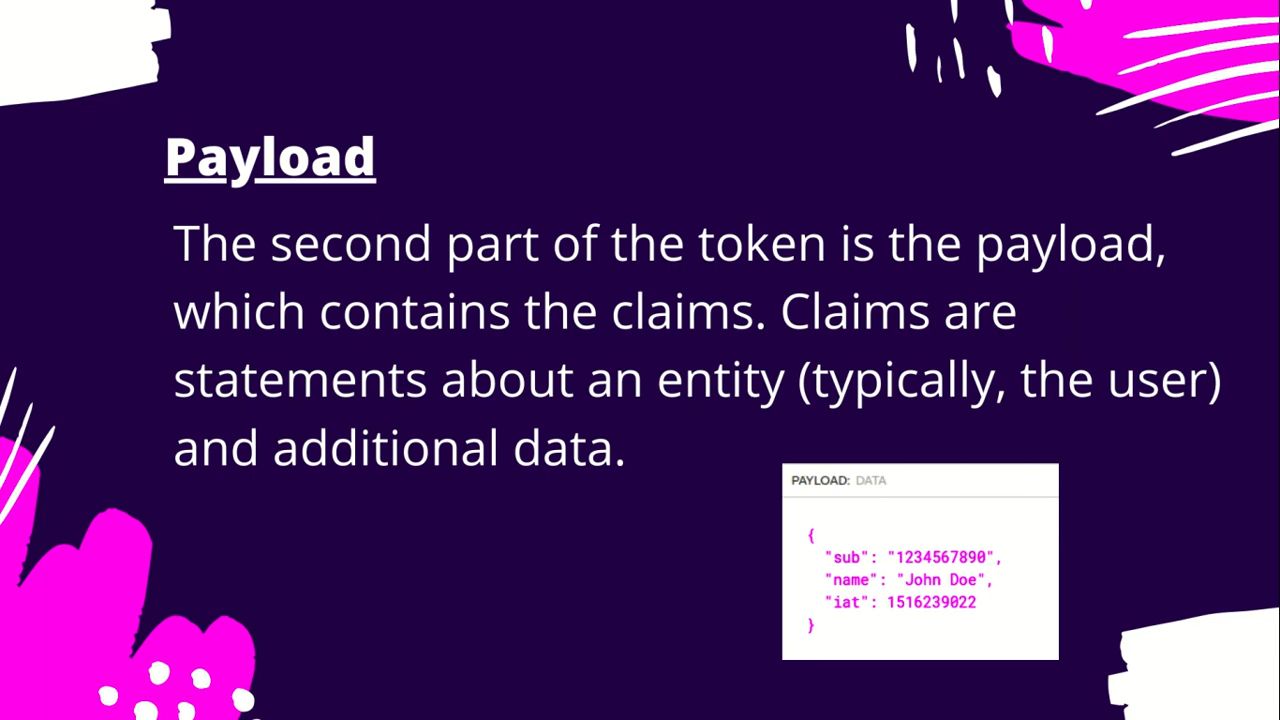 Payload
The second part of the token is the payload,
which contains the claims. Claims are
statements about an entity (typically, the user)
and additional data.
PAYLOAD: DATA
{
"sub": "1234567890",
"name": "John Doe",
"iat": 1516239022
}